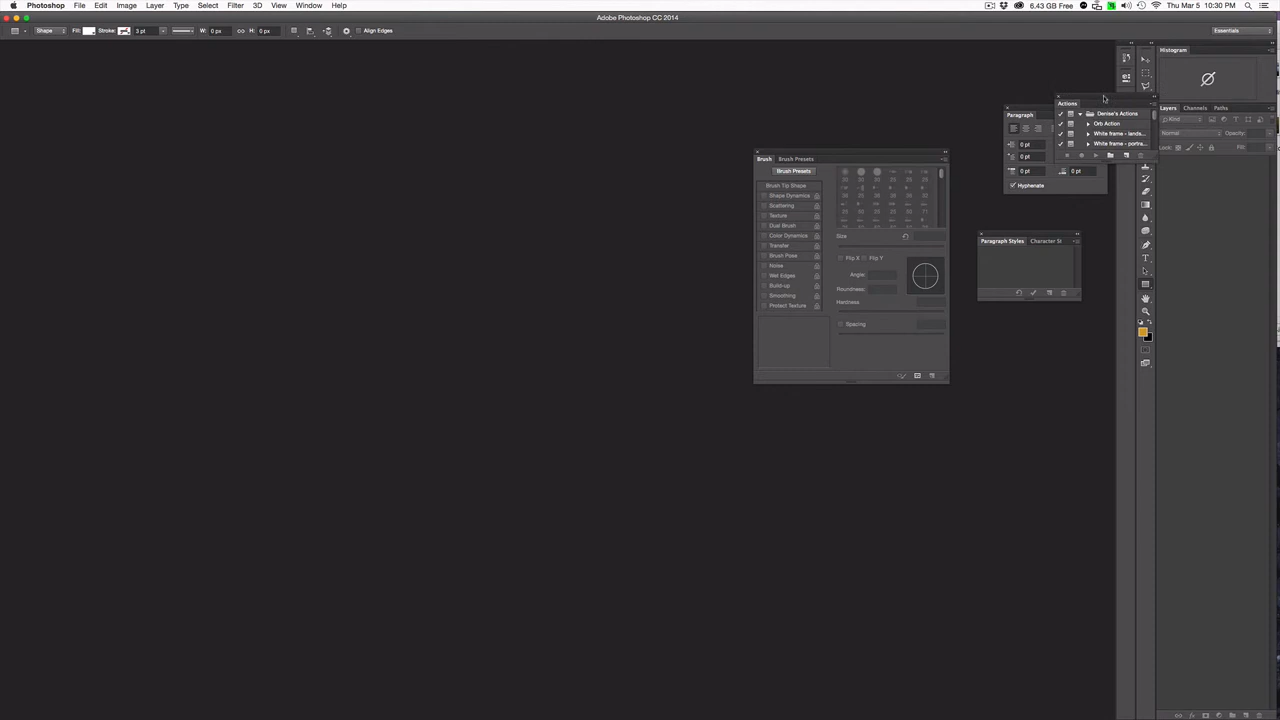 Photoshop File Edit Image Layer Type Select Filter 3D View Window Help 6.43 GB Free Thu Mar 5 10:30 PM
Adobe Photoshop CC 2014
Shape Fill: Stroke: 3 pt W: 0 px H: 0 px Align Edges Essentials
Histogram
Actions
Denise's Actions
Orb Action
White frame - lands...
White frame - portra...
Layers Channels Paths
Kind
Normal Opacity:
Lock: Fill:
Paragraph
0 pt
0 pt
0 pt 0 pt
Hyphenate
Brush Brush Presets
Brush Presets
Brush Tip Shape
Shape Dynamics
Scattering
Texture
Dual Brush
Color Dynamics
Transfer
Brush Pose
Noise
Wet Edges
Build-up
Smoothing
Protect Texture
Size
Flip X Flip Y
Angle:
Roundness:
Hardness
Spacing
Paragraph Styles Character St